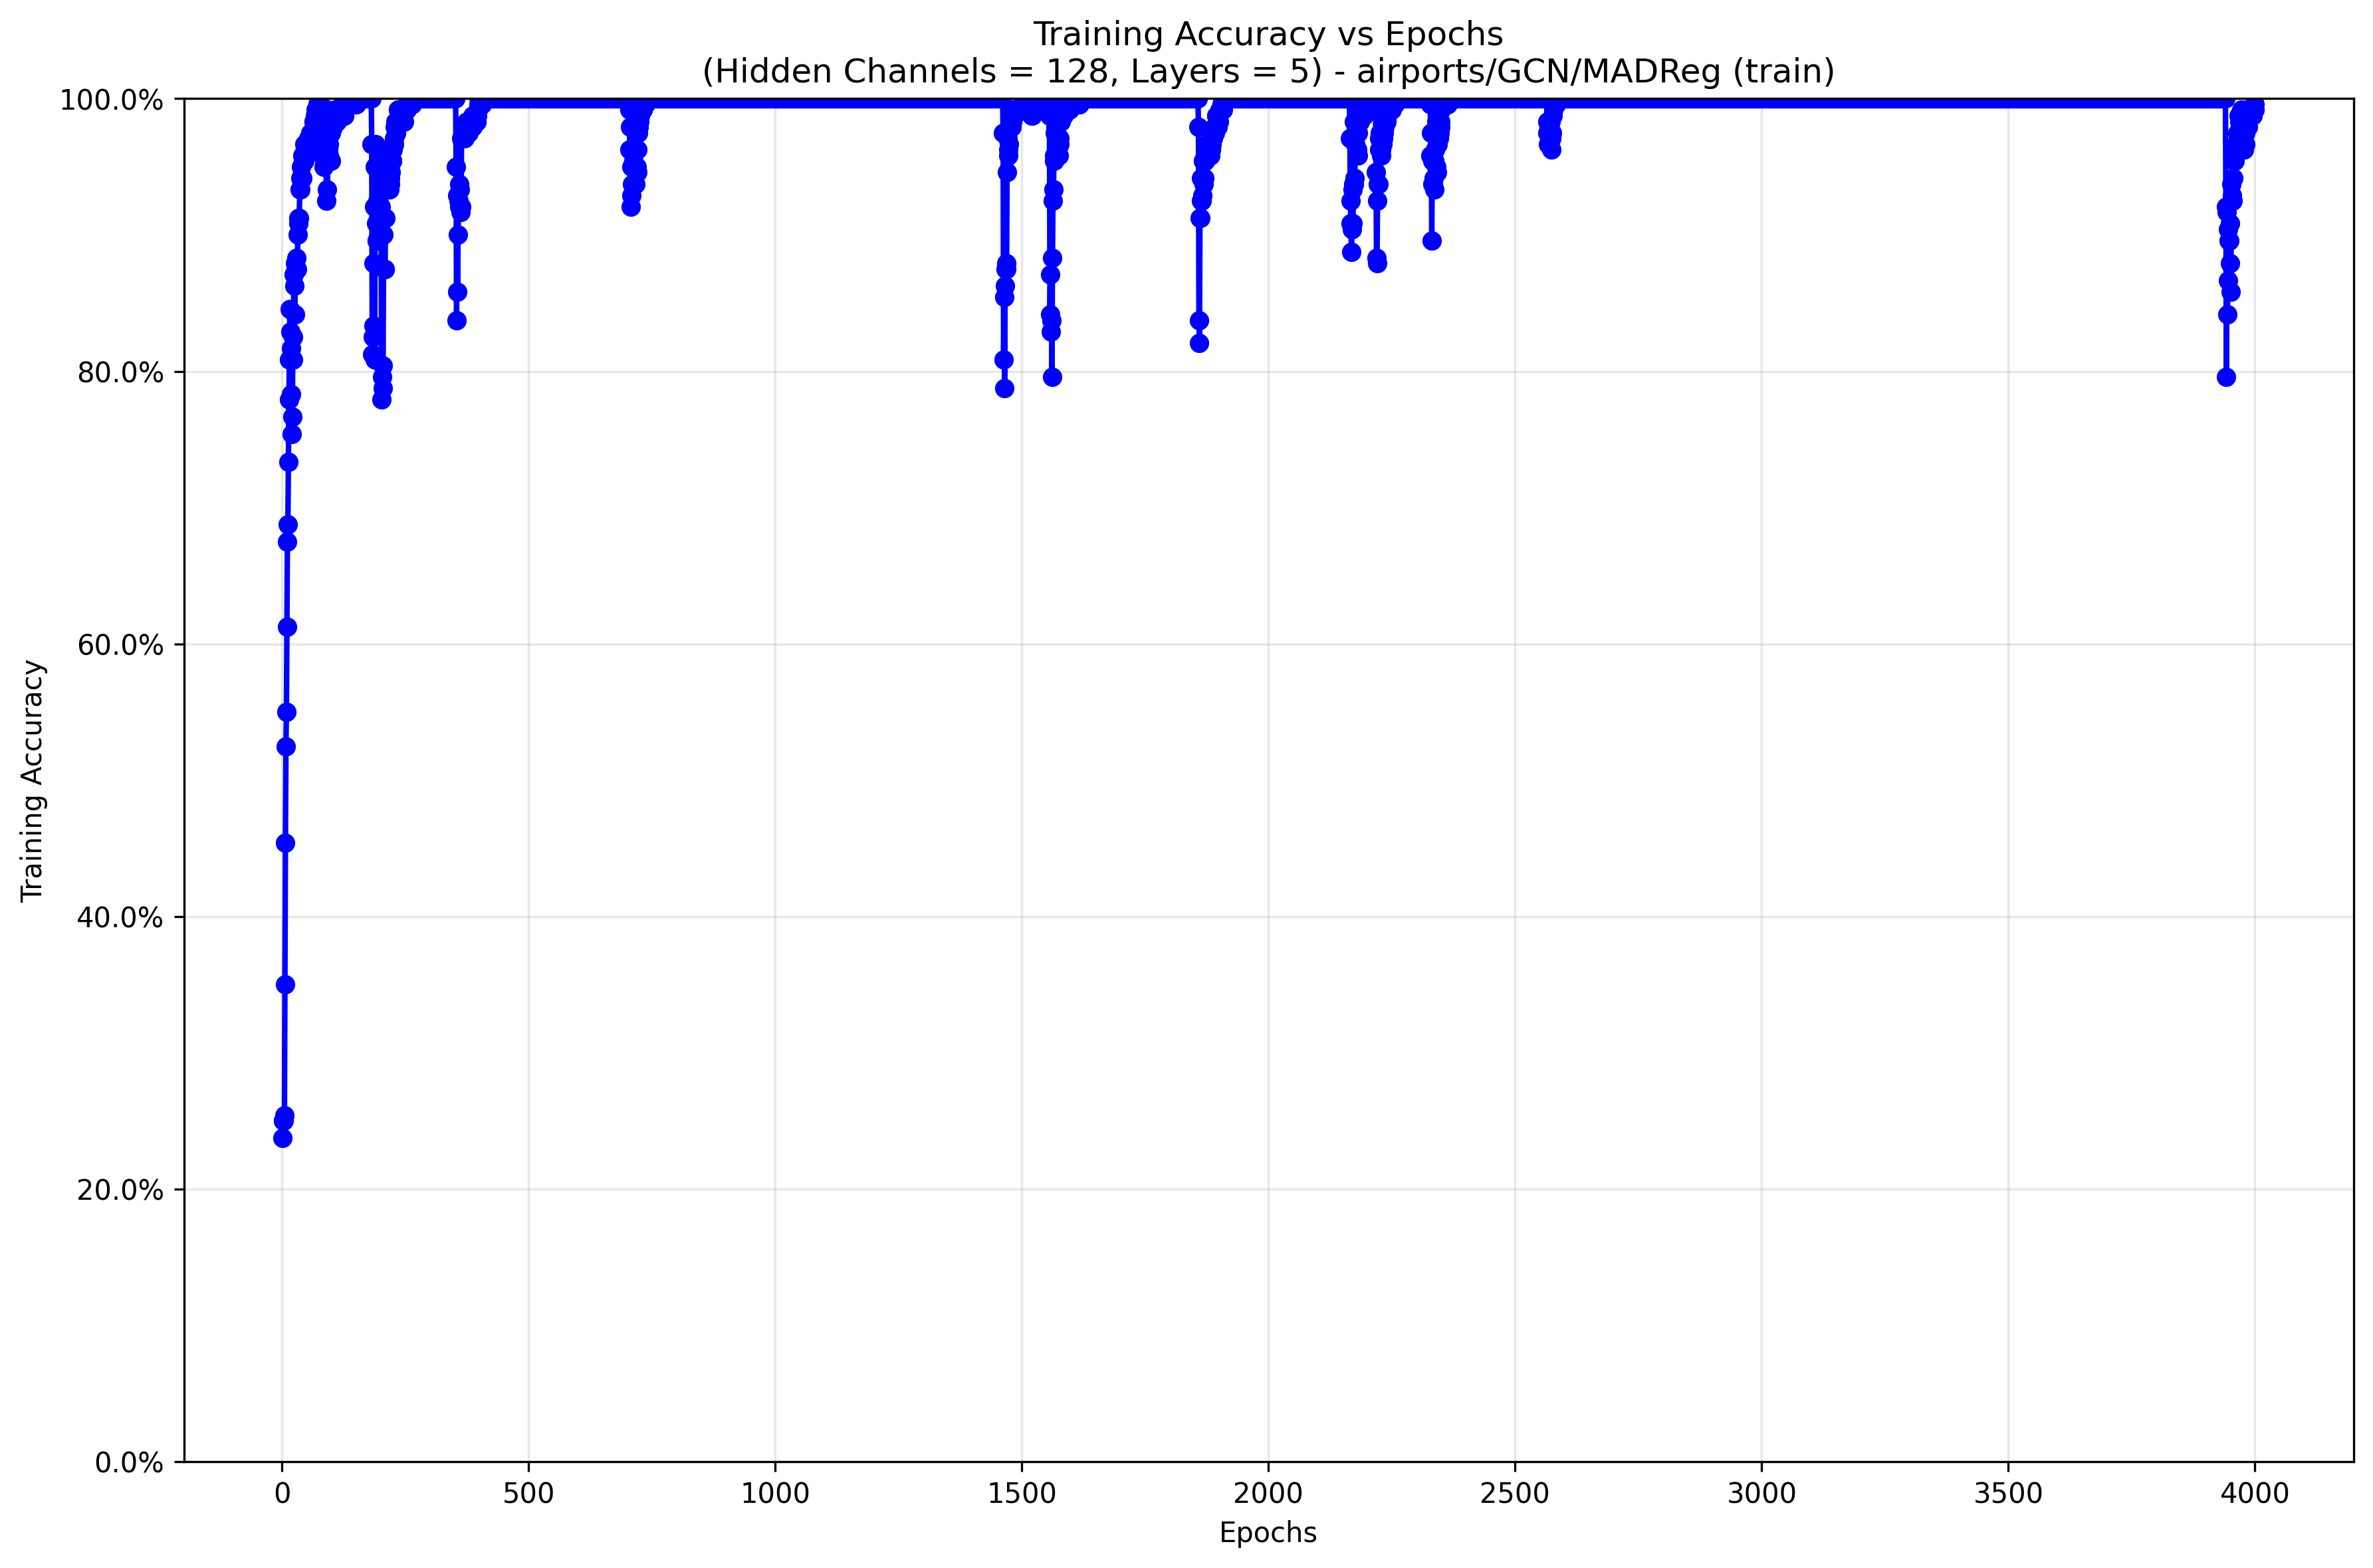 Training Accuracy vs Epochs
(Hidden Channels = 128, Layers = 5) - airports/GCN/MADReg (train)
100.0%
80.0%
60.0%
40.0%
20.0%
0.0%
Training Accuracy
0 500 1000 1500 2000 2500 3000 3500 4000
Epochs